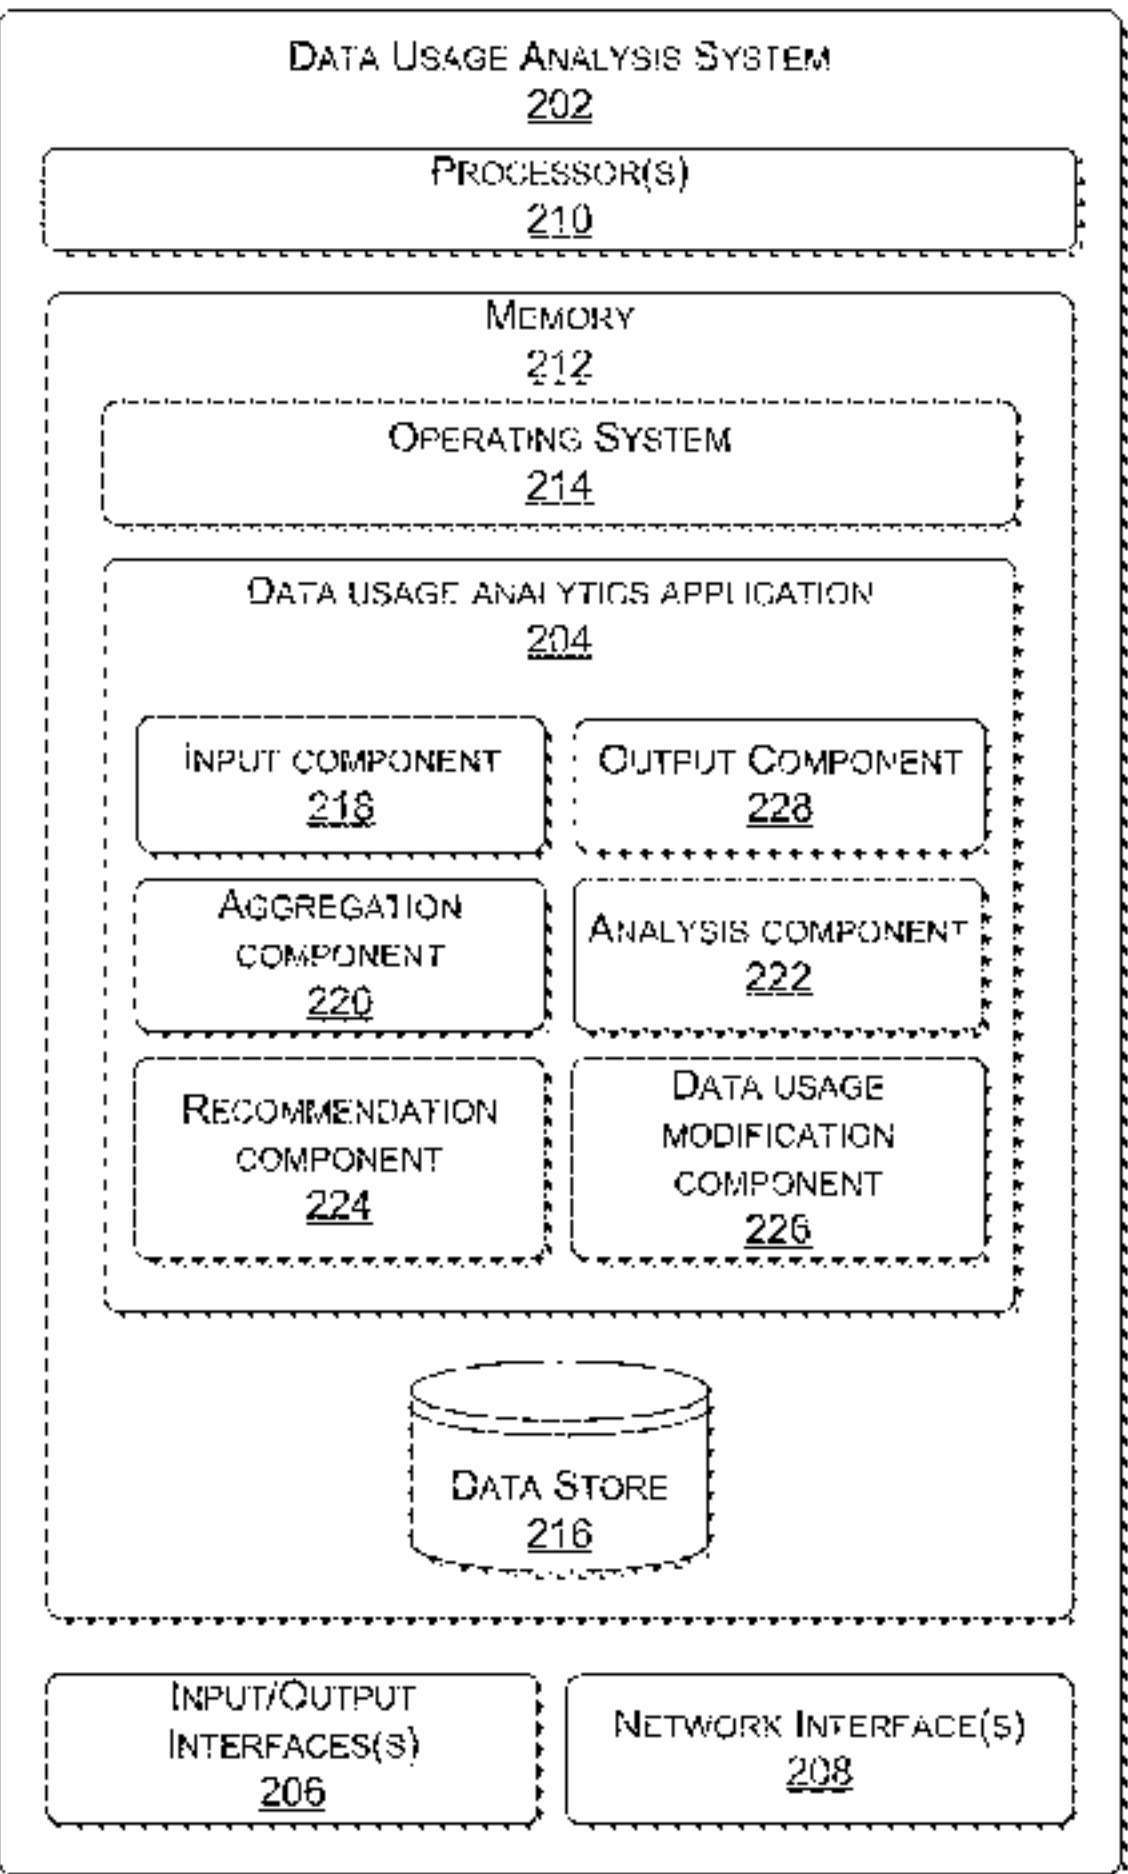 DATA USAGE ANALYSIS SYSTEM
202
PROCESSOR(S)
210
MEMORY
212
OPERATING SYSTEM
214
DATA USAGE ANALYTICS APPLICATION
204
INPUT COMPONENT
218
OUTPUT COMPONENT
228
AGGREGATION
COMPONENT
220
ANALYSIS COMPONENT
222
RECOMMENDATION
COMPONENT
224
DATA USAGE
MODIFICATION
COMPONENT
226
DATA STORE
216
INPUT/OUTPUT
INTERFACES(S)
206
NETWORK INTERFACE(S)
208